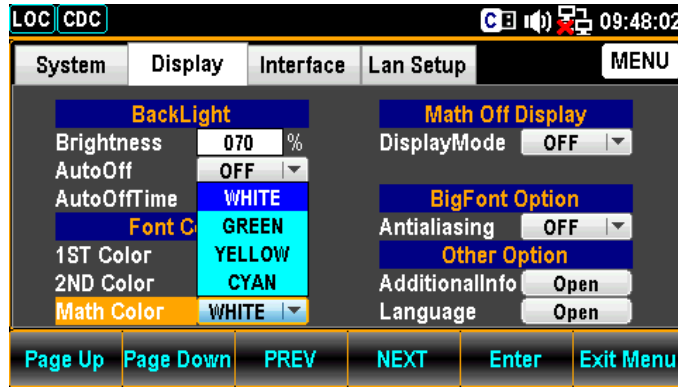 LOC CDC C 09:48:02
System Display Interface Lan Setup MENU
BackLight
Brightness 070 %
AutoOff OFF
AutoOffTime
Font C
1ST Color
2ND Color
Math Color WHITE
WHITE
GREEN
YELLOW
CYAN
Math Off Display
DisplayMode OFF
BigFont Option
Antialiasing OFF
Other Option
AdditionalInfo Open
Language Open
Page Up Page Down PREV NEXT Enter Exit Menu